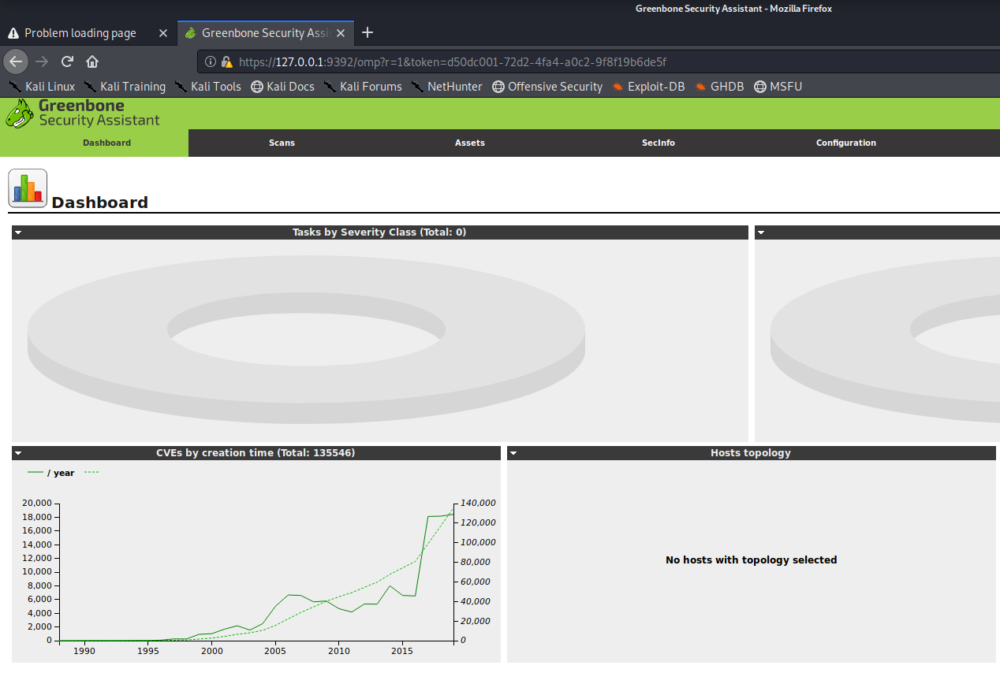 Greenbone Security Assistant - Mozilla Firefox
Problem loading page
Greenbone Security Assis
https://127.0.0.1:9392/omp?r=1&token=d50dc001-72d2-4fa4-a0c2-9f8f19b6de5f
Kali Linux Kali Training Kali Tools Kali Docs Kali Forums NetHunter Offensive Security Exploit-DB GHDB MSFU
Greenbone
Security Assistant
Dashboard Scans Assets SecInfo Configuration
Dashboard
Tasks by Severity Class (Total: 0)
CVEs by creation time (Total: 135546)
/ year
20,000
18,000
16,000
14,000
12,000
10,000
8,000
6,000
4,000
2,000
0
140,000
120,000
100,000
80,000
60,000
40,000
20,000
0
1990 1995 2000 2005 2010 2015
Hosts topology
No hosts with topology selected